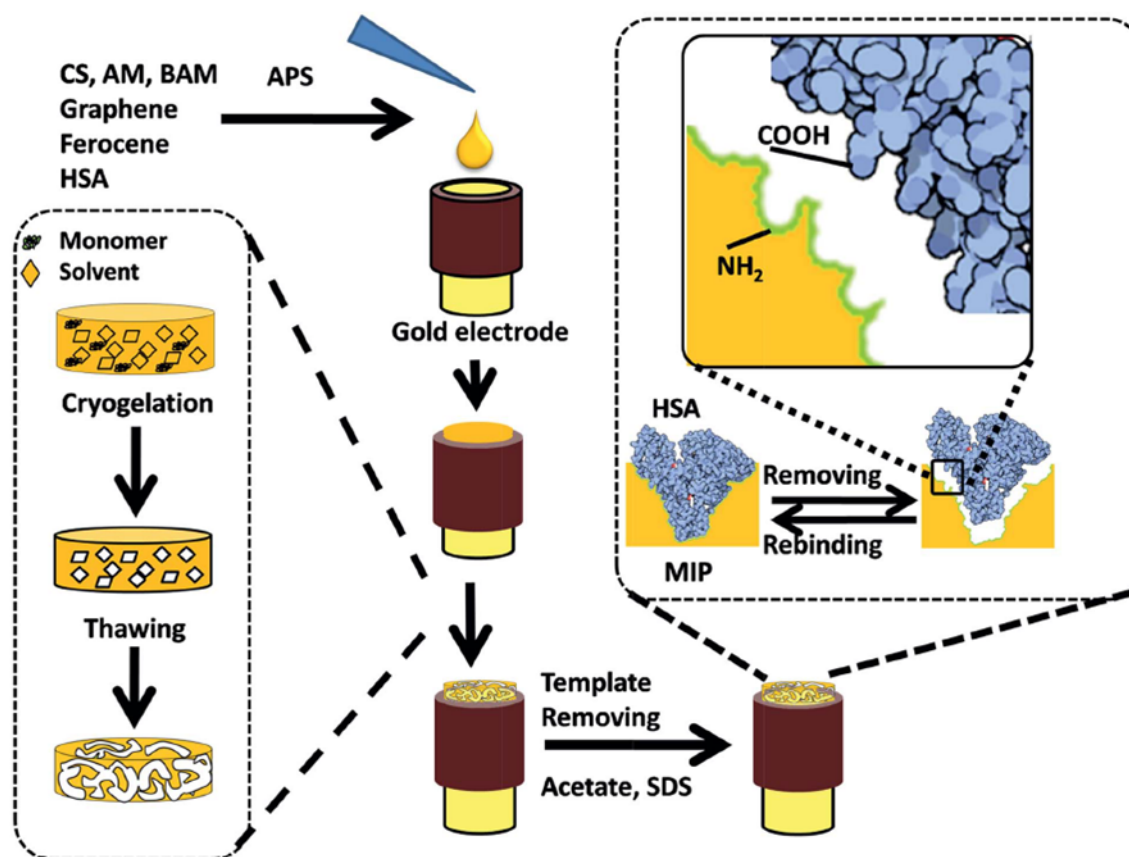 CS, AM, BAM
Graphene
Ferocene
HSA
APS
Gold electrode
Monomer
Solvent
Cryogelation
Thawing
Template
Removing
Acetate, SDS
COOH
NH₂
HSA
Removing
Rebinding
MIP